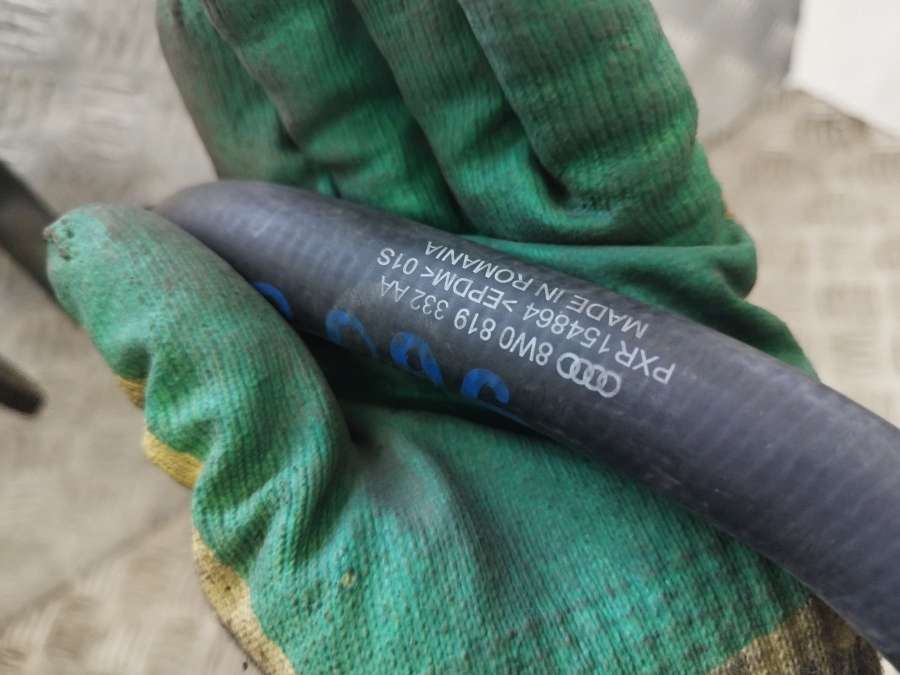 8W0 819 332 AA
PXR 154864 >EPDM< 01S
MADE IN ROMANIA